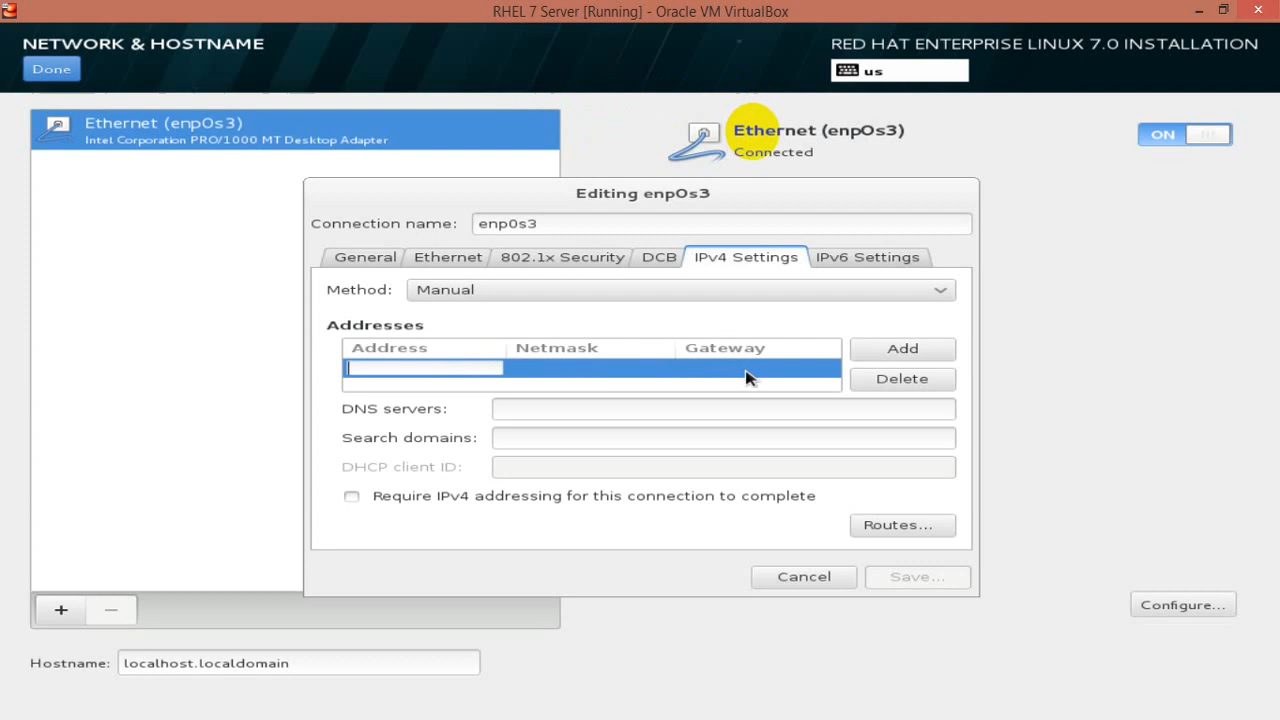 RHEL 7 Server [Running] - Oracle VM VirtualBox
NETWORK & HOSTNAME
RED HAT ENTERPRISE LINUX 7.0 INSTALLATION
Done
us
Ethernet (enp0s3)
Intel Corporation PRO/1000 MT Desktop Adapter
Ethernet (enp0s3)
Connected
ON
Editing enp0s3
Connection name: enp0s3
General Ethernet 802.1x Security DCB IPv4 Settings IPv6 Settings
Method: Manual
Addresses
Address Netmask Gateway
Add
Delete
DNS servers:
Search domains:
DHCP client ID:
Require IPv4 addressing for this connection to complete
Routes...
Cancel Save...
+ −
Configure...
Hostname: localhost.localdomain